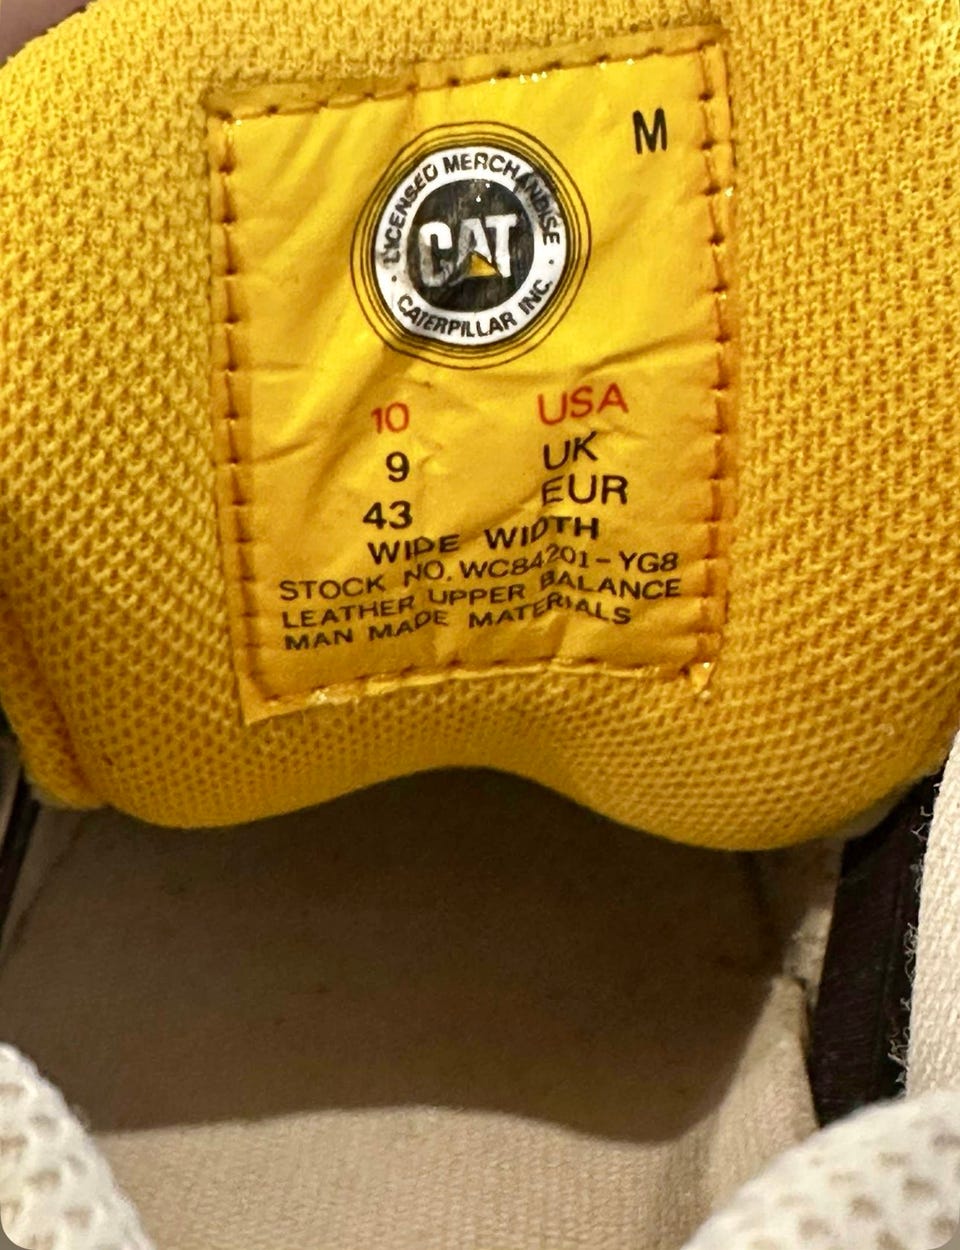 M
LICENSED MERCHANDISE
CAT
· CATERPILLAR INC. ·
10 USA
9 UK
43 EUR
WIDE WIDTH
STOCK NO. WC84201-YG8
LEATHER UPPER BALANCE
MAN MADE MATERIALS